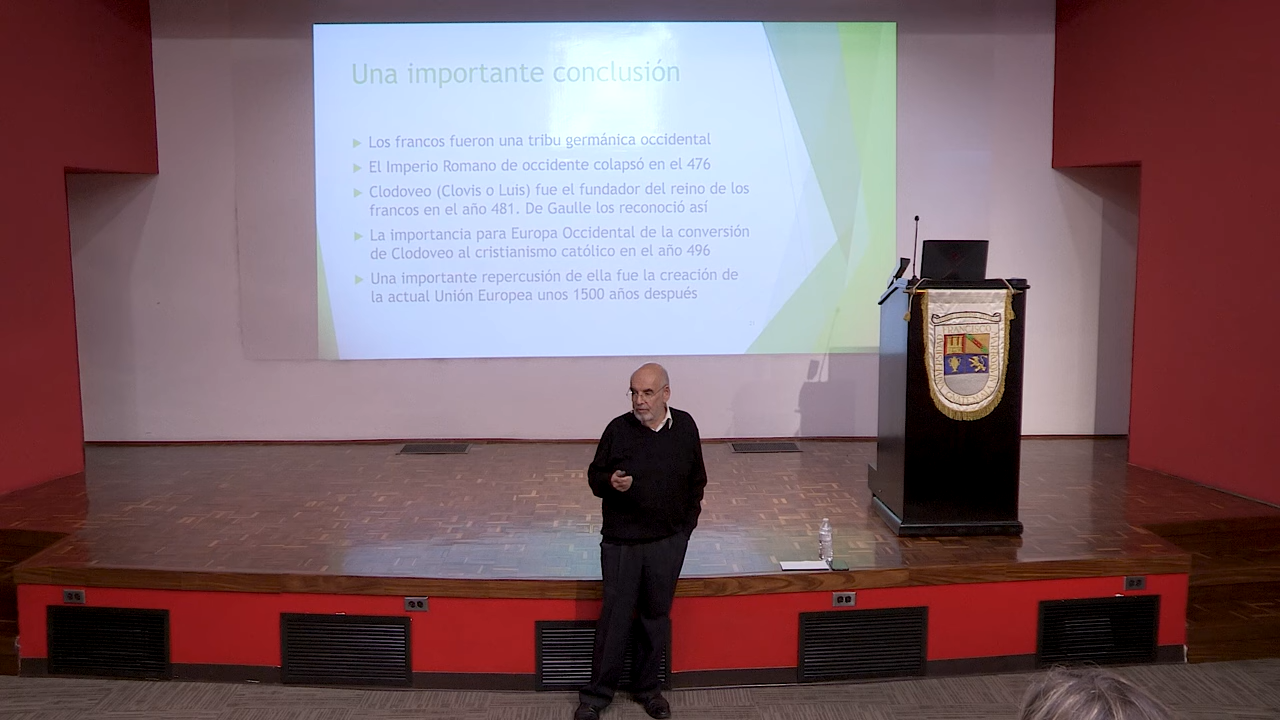 Una importante conclusión
Los francos fueron una tribu germánica occidental
El Imperio Romano de occidente colapsó en el 476
Clodoveo (Clovis o Luis) fue el fundador del reino de los
francos en el año 481. De Gaulle los reconoció así
La importancia para Europa Occidental de la conversión
de Clodoveo al cristianismo católico en el año 496
Una importante repercusión de ella fue la creación de
la actual Unión Europea unos 1500 años después
FRANCISCO